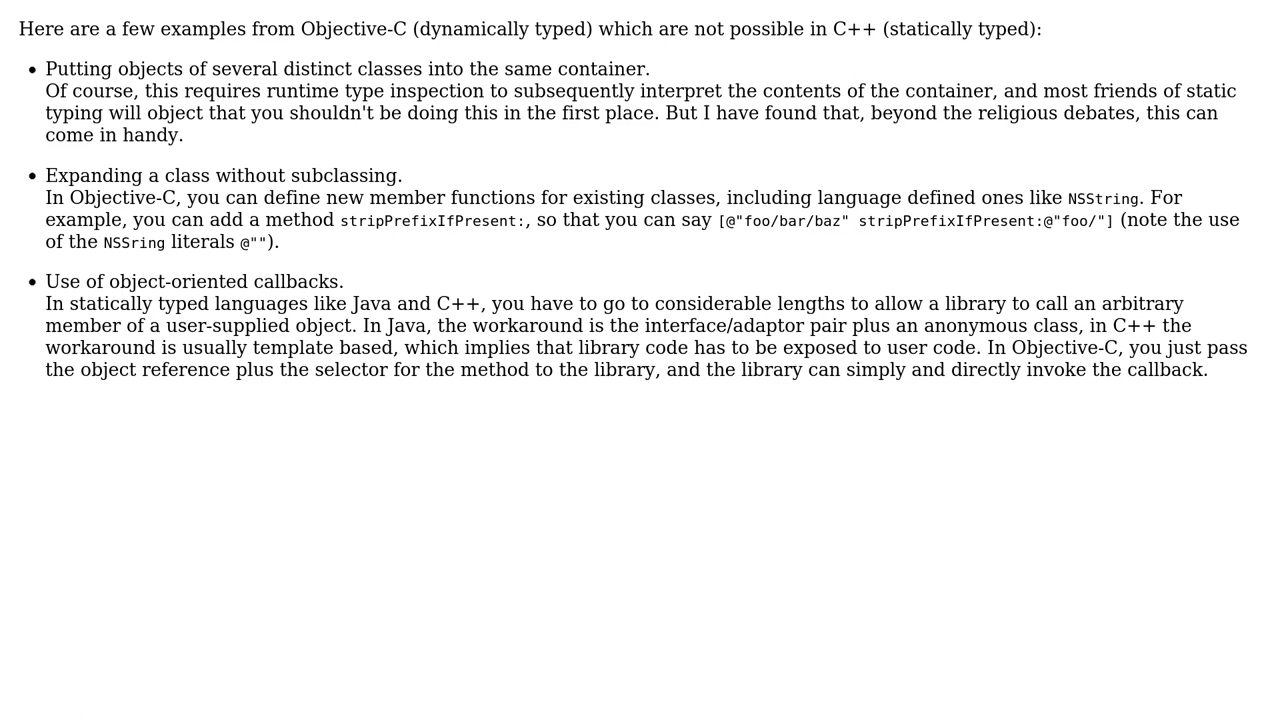 Here are a few examples from Objective-C (dynamically typed) which are not possible in C++ (statically typed):
• Putting objects of several distinct classes into the same container.
Of course, this requires runtime type inspection to subsequently interpret the contents of the container, and most friends of static
typing will object that you shouldn't be doing this in the first place. But I have found that, beyond the religious debates, this can
come in handy.
• Expanding a class without subclassing.
In Objective-C, you can define new member functions for existing classes, including language defined ones like NSString. For
example, you can add a method stripPrefixIfPresent:, so that you can say [@"foo/bar/baz" stripPrefixIfPresent:@"foo/"] (note the use
of the NSSring literals @"").
• Use of object-oriented callbacks.
In statically typed languages like Java and C++, you have to go to considerable lengths to allow a library to call an arbitrary
member of a user-supplied object. In Java, the workaround is the interface/adaptor pair plus an anonymous class, in C++ the
workaround is usually template based, which implies that library code has to be exposed to user code. In Objective-C, you just pass
the object reference plus the selector for the method to the library, and the library can simply and directly invoke the callback.